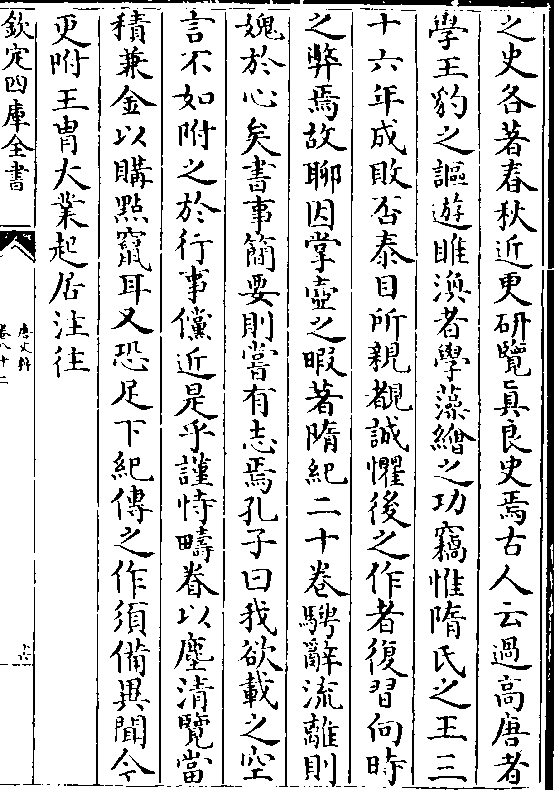 之史各著春秋近更研覽真良史焉古人云過高唐者
學王豹之謳遊睢渙者學藻繪之功竊惟隋氏之王三
十六年成敗否泰目所親覩誠懼後之作者復習向時
之弊焉故聊因掌壺之暇著隋紀二十卷騁辭流離則
媿於心矣書事簡要則嘗有志焉孔子曰我欲載之空
言不如附之於行事儻近是乎謹恃疇眷以塵清覽當
積兼金以購點竄耳又恐足下紀傳之作須備異聞今
更附王胄大業起居注往
欽定四庫全書
唐文粹
卷八十二